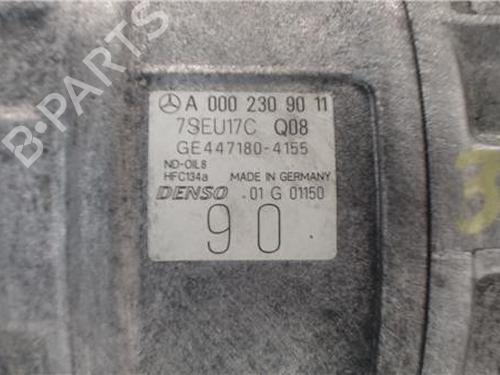 A 000 230 90 11
7SEU17C Q08
GE447180-4155
ND-OIL8
HFC134a MADE IN GERMANY
DENSO .01 G 01150
90
B-PARTS